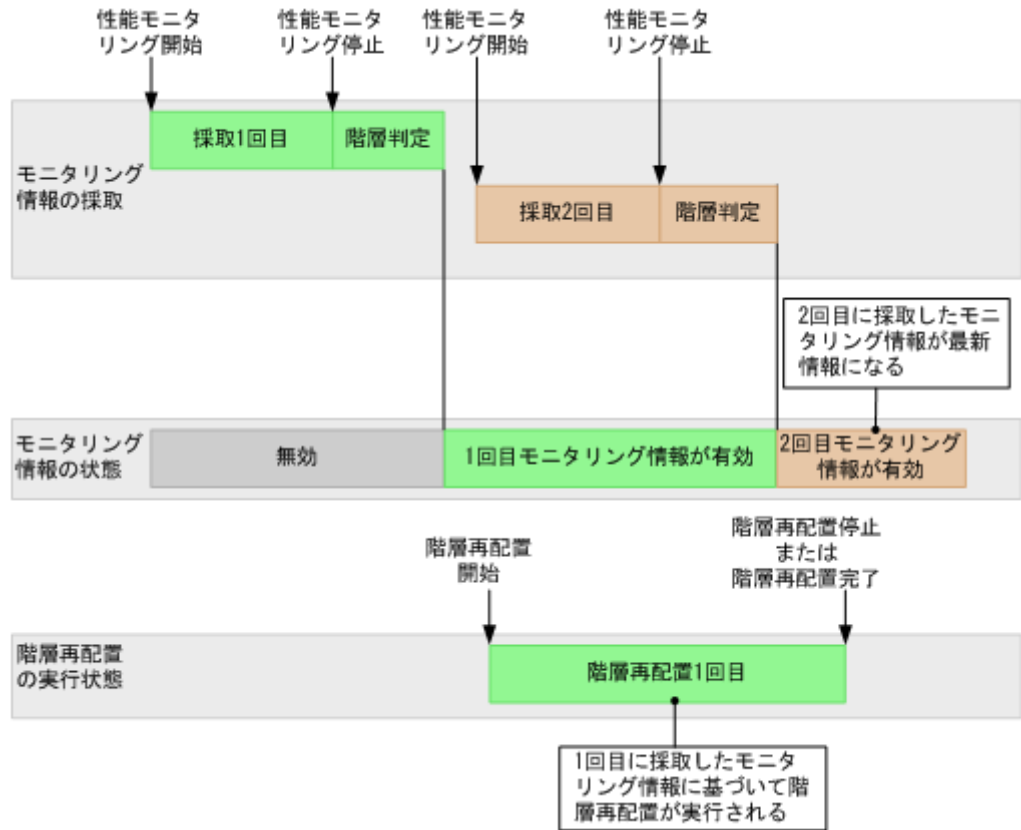 性能モニタ
リング開始
性能モニタ
リング停止
性能モニタ
リング開始
性能モニタ
リング停止
モニタリング
情報の採取
採取1回目
階層判定
採取2回目
階層判定
2回目に採取したモニ
タリング情報が最新
情報になる
モニタリング
情報の状態
無効
1回目モニタリング情報が有効
2回目モニタリング
情報が有効
階層再配置
開始
階層再配置停止
または
階層再配置完了
階層再配置
の実行状態
階層再配置1回目
1回目に採取したモニタ
リング情報に基づいて階
層再配置が実行される